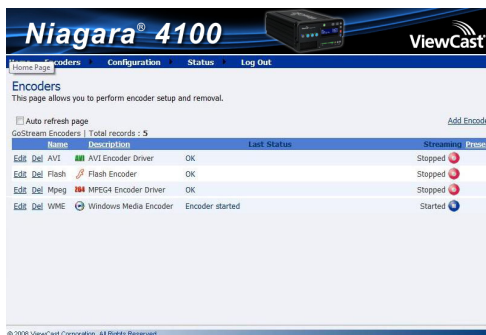 Niagara® 4100
ViewCast
Home Encoders Configuration Status Log Out
Home Page
Encoders
This page allows you to perform encoder setup and removal.
Auto refresh page
Add Encode
GoStream Encoders | Total records : 5
Name Description Last Status Streaming Prese
Edit Del AVI AVI Encoder Driver OK Stopped
Edit Del Flash Flash Encoder OK Stopped
Edit Del Mpeg MPEG4 Encoder Driver OK Stopped
Edit Del WME Windows Media Encoder Encoder started Started
© 2008 ViewCast Corporation. All Rights Reserved